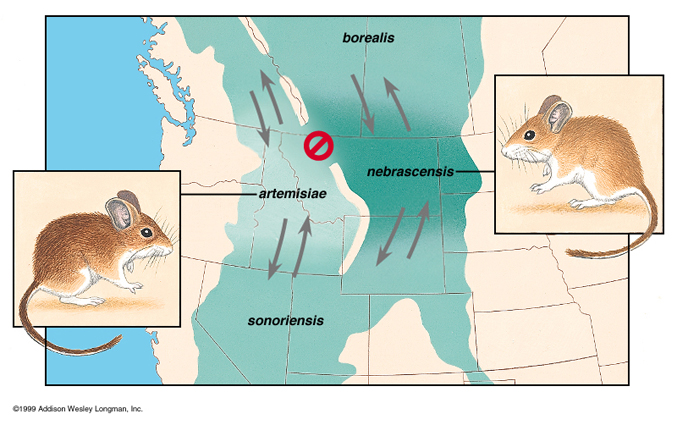 borealis
nebrascensis
artemisiae
sonoriensis
©1999 Addison Wesley Longman, Inc.